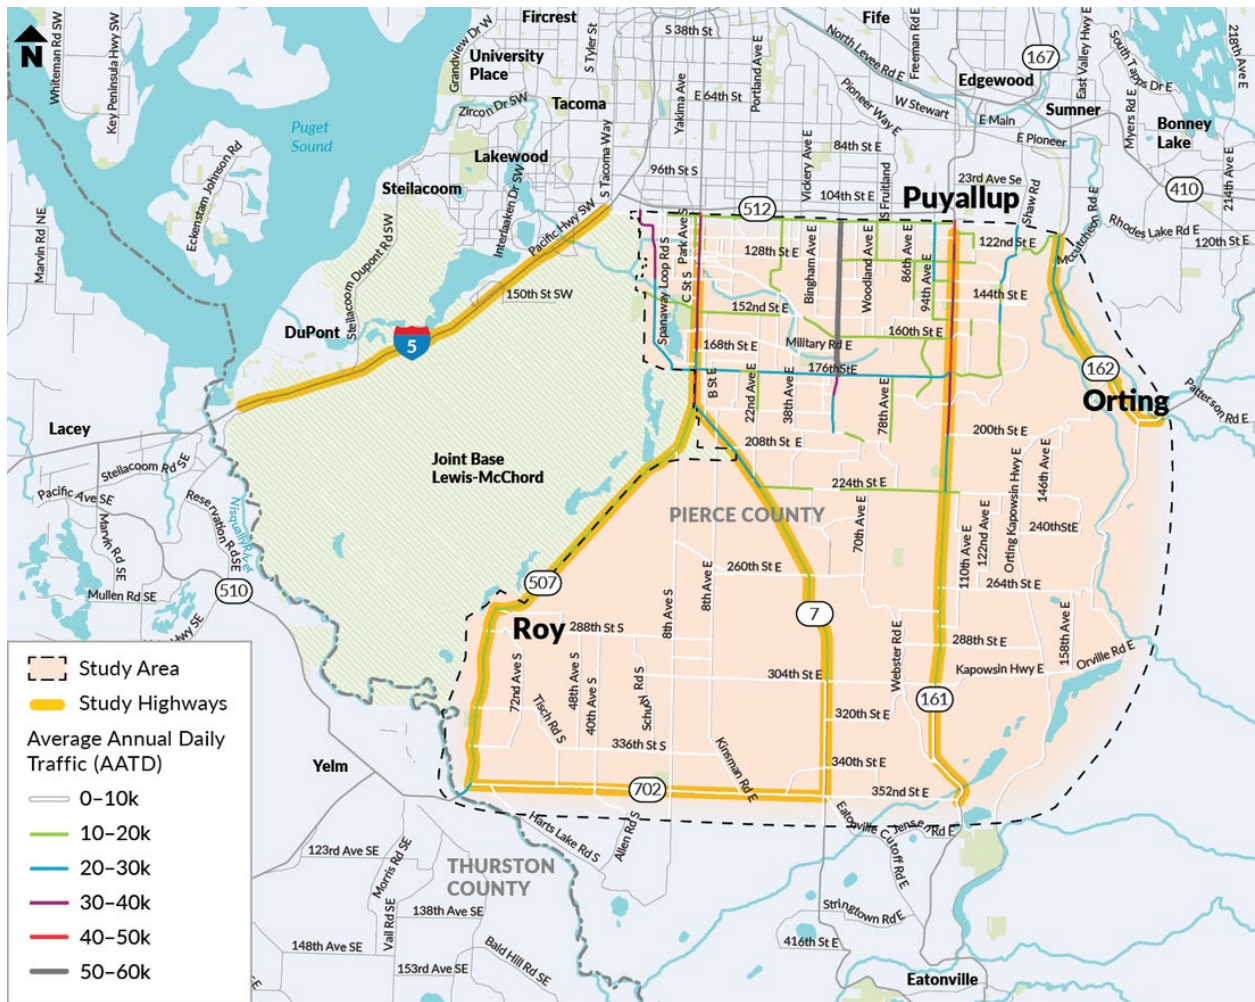 N
Whiteman Rd SW
Key Peninsula Hwy SW
Eckenstam Johnson Rd
Puget
Sound
Marvin Rd NE
Grandview Dr W
Fircrest
University
Place
S Tyler St
S 38th St
Yakima Ave
Portland Ave E
E 64th St
Tacoma
Zircon Dr SW
Lakewood
S Tacoma Way
96th St S
Steilacoom
Interlaaken Dr SW
Pacific Hwy SW
Steilacoom Dupont Rd SW
150th St SW
DuPont
5
Fife
North Levee Rd E
Freeman Rd E
Edgewood
167
East Valley Hwy E
South Tapps Dr E
218th Ave E
Pioneer Way E
W Stewart
E Main
Sumner
Myers Rd E
Bonney
Lake
E Pioneer
Vickery Ave E
84th St E
104th St E
S Fruitland
23rd Ave Se
Shaw Rd
410
214th Ave E
Puyallup
512
Mccutcheon Rd E
Rhodes Lake Rd E
120th St E
Park Ave S
C St S
Spanaway Loop Rd S
128th St E
Bingham Ave E
Woodland Ave E
86th Ave E
94th Ave E
122nd St E
144th St E
152nd St E
160th St E
168th St E
Military Rd E
176thSt E
B St E
22nd Ave E
38th Ave E
78th Ave E
162
Orting
Patterson Rd E
200th St E
208th St E
224th St E
Orting Kapowsin Hwy E
146th Ave E
240thSt E
Lacey
Steilacoom Rd SE
Pacific Ave SE
Marvin Rd SE
Reservation Rd SE
Nisqually River
510
Mullen Rd SE
Hwy SE
Joint Base
Lewis-McChord
PIERCE COUNTY
70th Ave E
110th Ave E
122nd Ave E
260th St E
264th St E
507
7
8th Ave S
8th Ave E
Roy
288th St S
288th St E
Webster Rd E
158th Ave E
Orville Rd E
Kapowsin Hwy E
304th St E
161
72nd Ave S
Tisch Rd S
48th Ave S
40th Ave S
Schudy Rd S
320th St E
336th St S
Kinsman Rd E
340th St E
702
352nd St E
Yelm
Harts Lake Rd S
Allen Rd S
Eatonville Cutoff Rd E
Jensen Rd E
123rd Ave SE
Morris Rd SE
THURSTON
COUNTY
138th Ave SE
Vail Rd SE
148th Ave SE
153rd Ave SE
Bald Hill Rd SE
Stringtown Rd E
416th St E
Eatonville
Study Area
Study Highways
Average Annual Daily
Traffic (AATD)
0–10k
10–20k
20–30k
30–40k
40–50k
50–60k